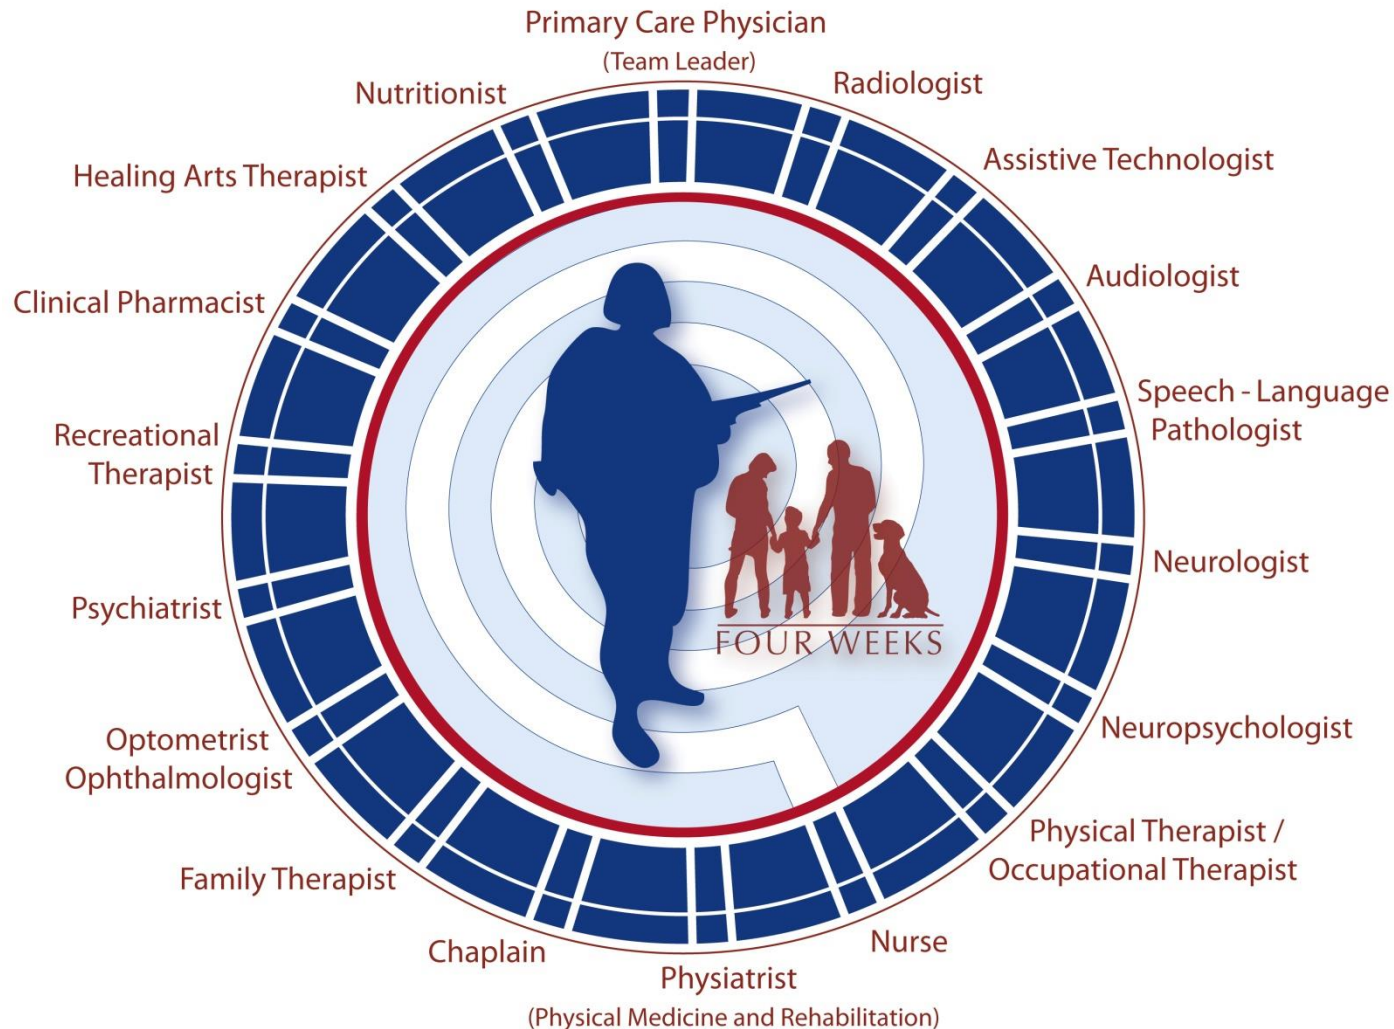 Primary Care Physician
(Team Leader)
Radiologist
Assistive Technologist
Audiologist
Speech - Language
Pathologist
Neurologist
Neuropsychologist
Physical Therapist /
Occupational Therapist
Nurse
Physiatrist
(Physical Medicine and Rehabilitation)
Chaplain
Family Therapist
Optometrist
Ophthalmologist
Psychiatrist
Recreational
Therapist
Clinical Pharmacist
Healing Arts Therapist
Nutritionist
FOUR WEEKS